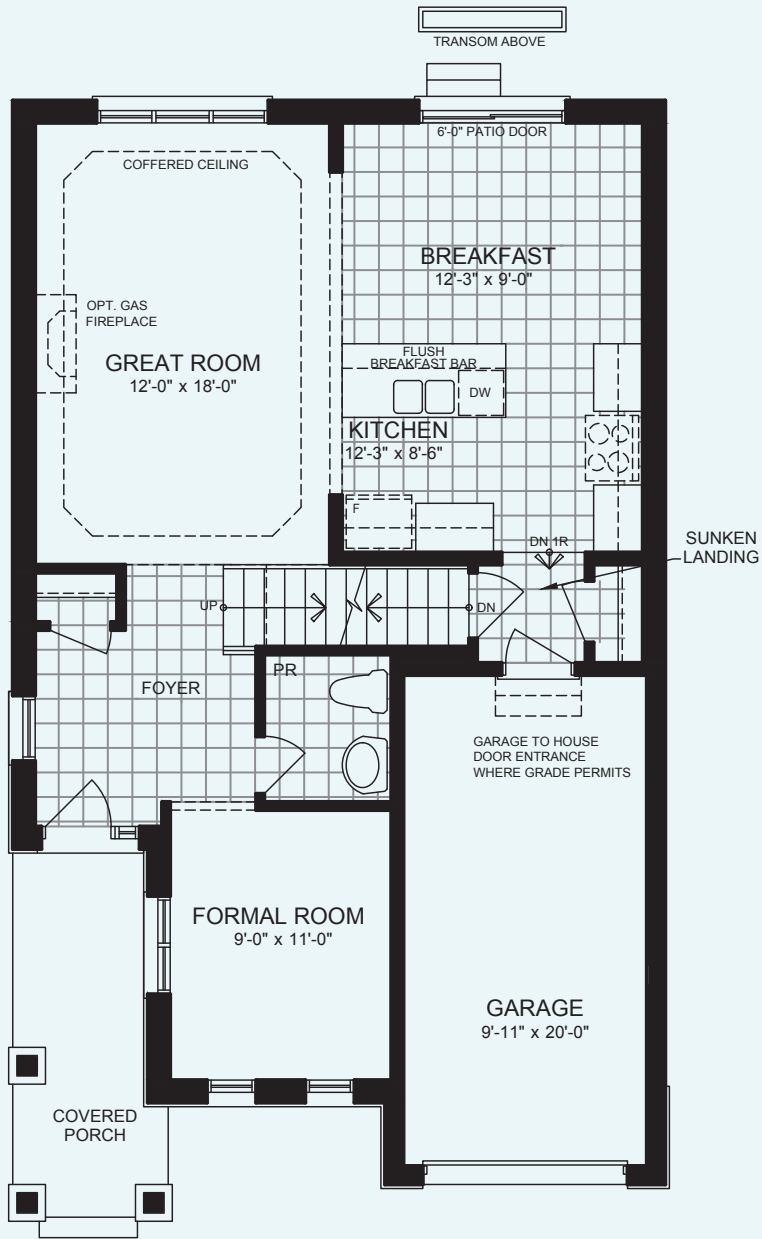 TRANSOM ABOVE
6'-0" PATIO DOOR
COFFERED CEILING
BREAKFAST
12'-3" x 9'-0"
OPT. GAS
FIREPLACE
GREAT ROOM
12'-0" x 18'-0"
FLUSH
BREAKFAST BAR
DW
KITCHEN
12'-3" x 8'-6"
F
DN 1R
SUNKEN
LANDING
UP
DN
FOYER
PR
GARAGE TO HOUSE
DOOR ENTRANCE
WHERE GRADE PERMITS
FORMAL ROOM
9'-0" x 11'-0"
GARAGE
9'-11" x 20'-0"
COVERED
PORCH